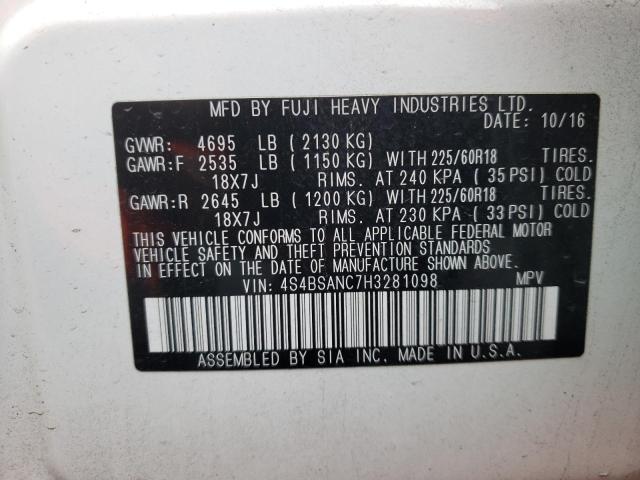 MFD BY FUJI HEAVY INDUSTRIES LTD.
DATE: 10/16
GVWR: 4695 LB ( 2130 KG)
GAWR:F 2535 LB ( 1150 KG) WITH 225/60R18 TIRES.
18X7J RIMS. AT 240 KPA ( 35 PSI) COLD
GAWR:R 2645 LB ( 1200 KG) WITH 225/60R18 TIRES.
18X7J RIMS. AT 230 KPA ( 33 PSI) COLD
THIS VEHICLE CONFORMS TO ALL APPLICABLE FEDERAL MOTOR
VEHICLE SAFETY AND THEFT PREVENTION STANDARDS
IN EFFECT ON THE DATE OF MANUFACTURE SHOWN ABOVE.
VIN: 4S4BSANC7H3281098 MPV
ASSEMBLED BY SIA INC. MADE IN U.S.A.